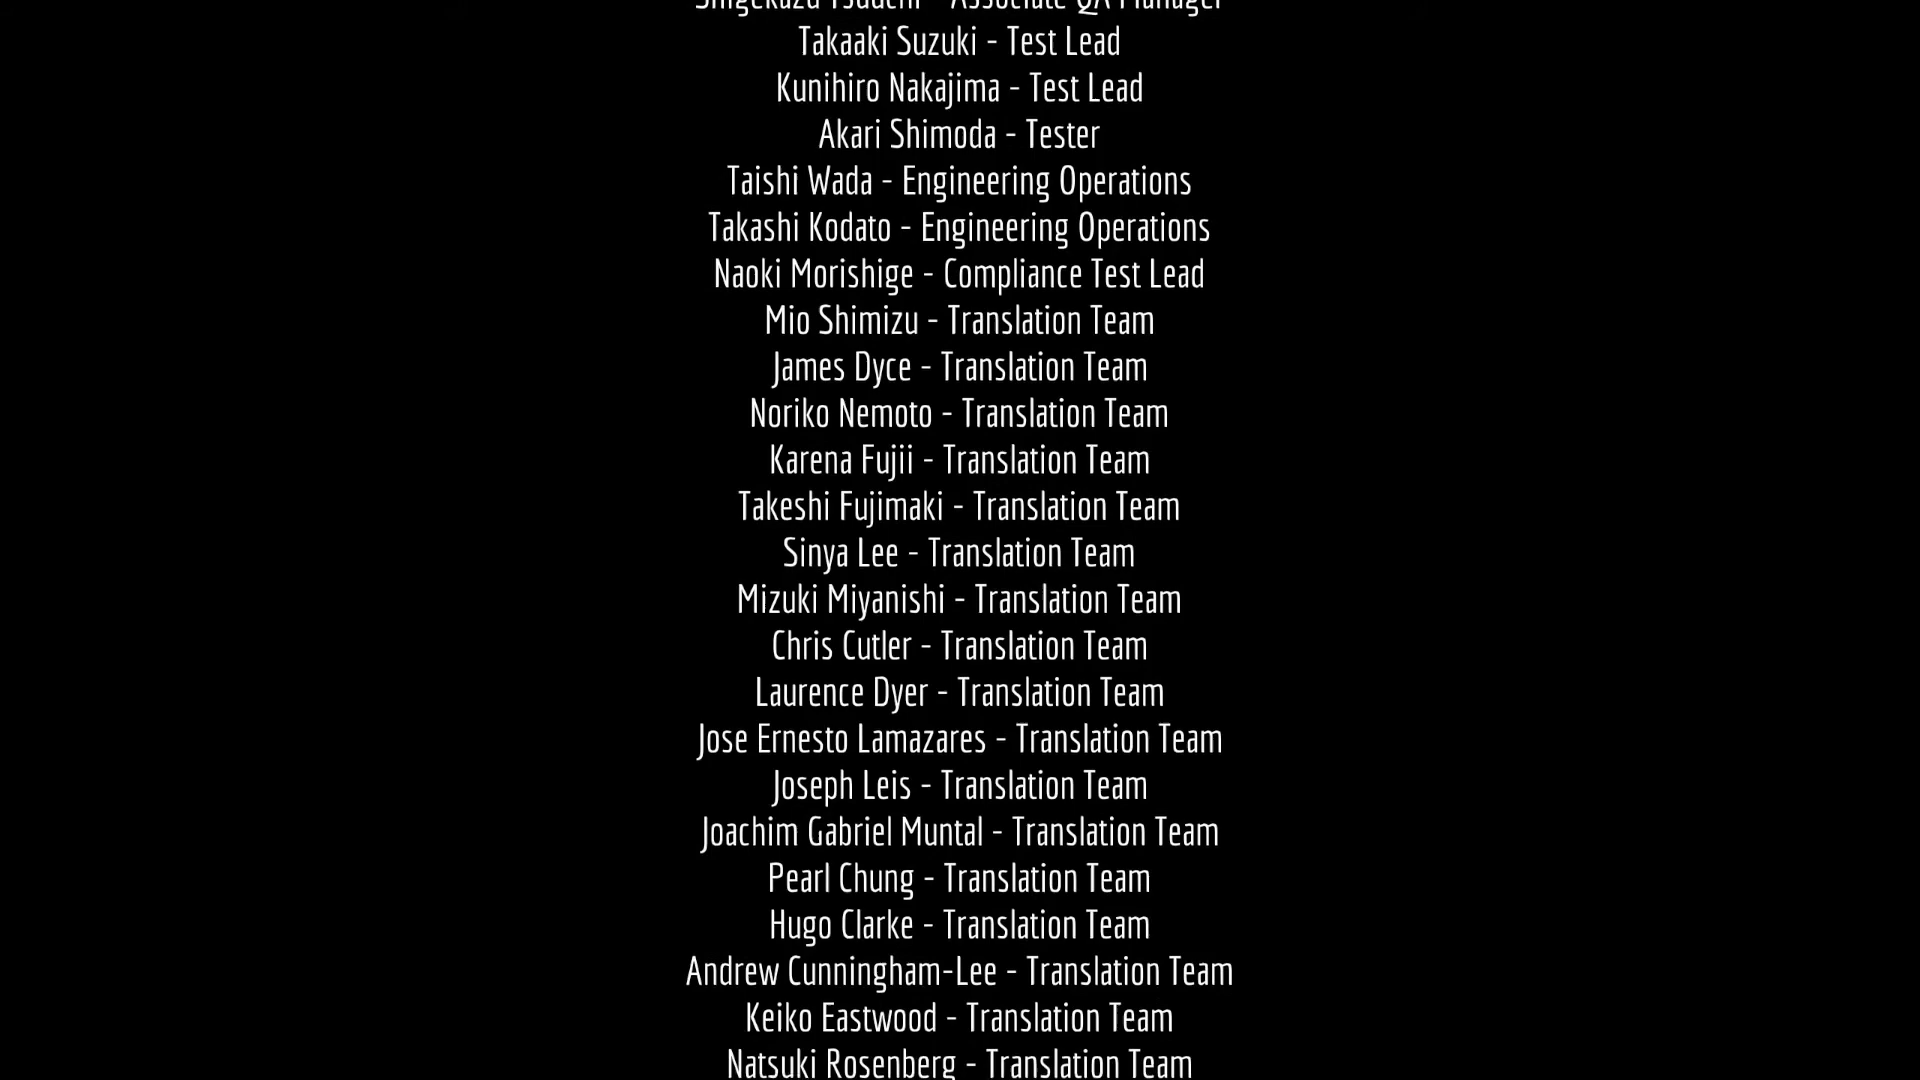 Shigekazu Tsuuchi - Associate QA Manager
Takaaki Suzuki - Test Lead
Kunihiro Nakajima - Test Lead
Akari Shimoda - Tester
Taishi Wada - Engineering Operations
Takashi Kodato - Engineering Operations
Naoki Morishige - Compliance Test Lead
Mio Shimizu - Translation Team
James Dyce - Translation Team
Noriko Nemoto - Translation Team
Karena Fujii - Translation Team
Takeshi Fujimaki - Translation Team
Sinya Lee - Translation Team
Mizuki Miyanishi - Translation Team
Chris Cutler - Translation Team
Laurence Dyer - Translation Team
Jose Ernesto Lamazares - Translation Team
Joseph Leis - Translation Team
Joachim Gabriel Muntal - Translation Team
Pearl Chung - Translation Team
Hugo Clarke - Translation Team
Andrew Cunningham-Lee - Translation Team
Keiko Eastwood - Translation Team
Natsuki Rosenberg - Translation Team